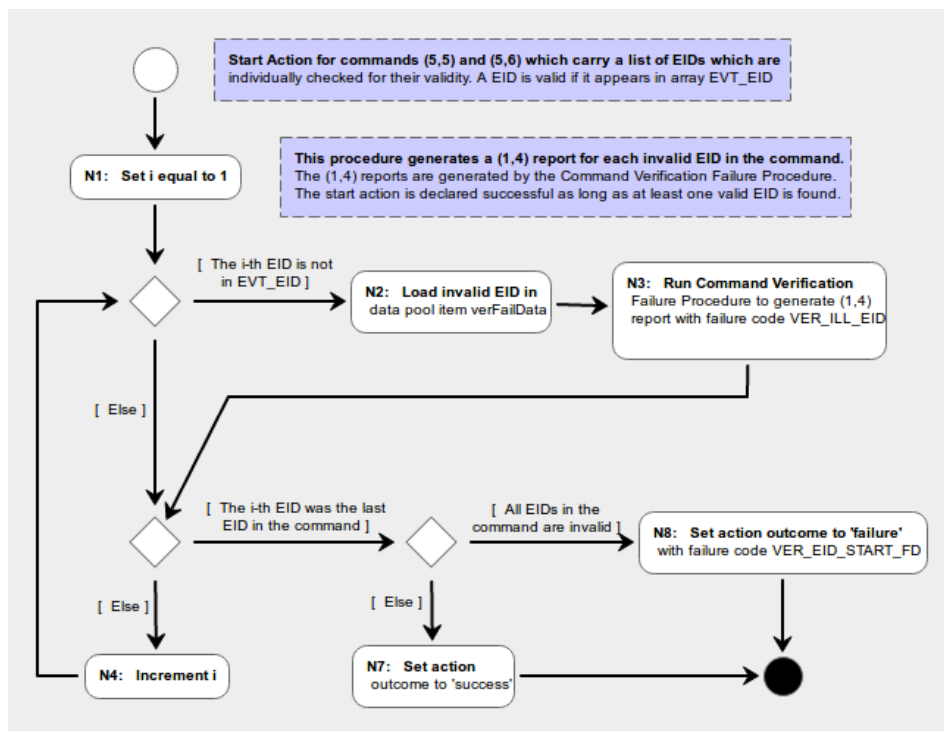 Start Action for commands (5,5) and (5,6) which carry a list of EIDs which are
individually checked for their validity. A EID is valid if it appears in array EVT_EID
This procedure generates a (1,4) report for each invalid EID in the command.
The (1,4) reports are generated by the Command Verification Failure Procedure.
The start action is declared successful as long as at least one valid EID is found.
N1: Set i equal to 1
[ The i-th EID is not
in EVT_EID ]
N2: Load invalid EID in
data pool item verFailData
N3: Run Command Verification
Failure Procedure to generate (1,4)
report with failure code VER_ILL_EID
[ Else ]
[ The i-th EID was the last
EID in the command ]
[ All EIDs in the
command are invalid ]
N8: Set action outcome to 'failure'
with failure code VER_EID_START_FD
[ Else ]
[ Else ]
N4: Increment i
N7: Set action
outcome to 'success'